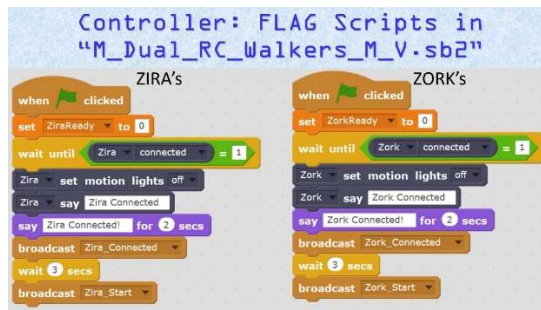 Controller: FLAG Scripts in
"M_Dual_RC_Walkers_M_V.sb2"
ZIRA's
when clicked
set ZiraReady to 0
wait until Zira connected = 1
Zira set motion lights off
Zira say Zira Connected
say Zira Connected! for 2 secs
broadcast Zira_Connected
wait 3 secs
broadcast Zira_Start
ZORK's
when clicked
set ZorkReady to 0
wait until Zork connected = 1
Zork set motion lights off
Zork say Zork Connected
say Zork Connected! for 2 secs
broadcast Zork_Connected
wait 3 secs
broadcast Zork_Start